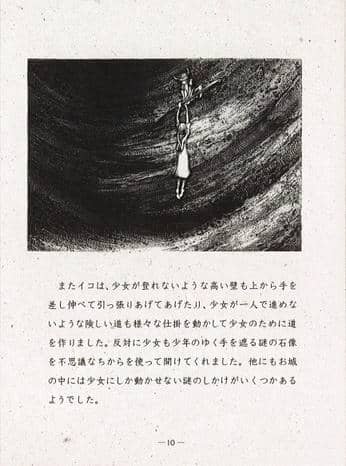 またイコは、少女が登れないような高い壁も上から手を
差し伸べて引っ張りあげてあげたり、少女が一人で進めな
いような険しい道も様々な仕掛を動かして少女のために道
を作りました。反対に少女も少年のゆく手を遮る謎の石像
を不思議なちからを使って開けてくれました。他にもお城
の中には少女にしか動かせない謎のしかけがいくつかある
ようでした。
—10—